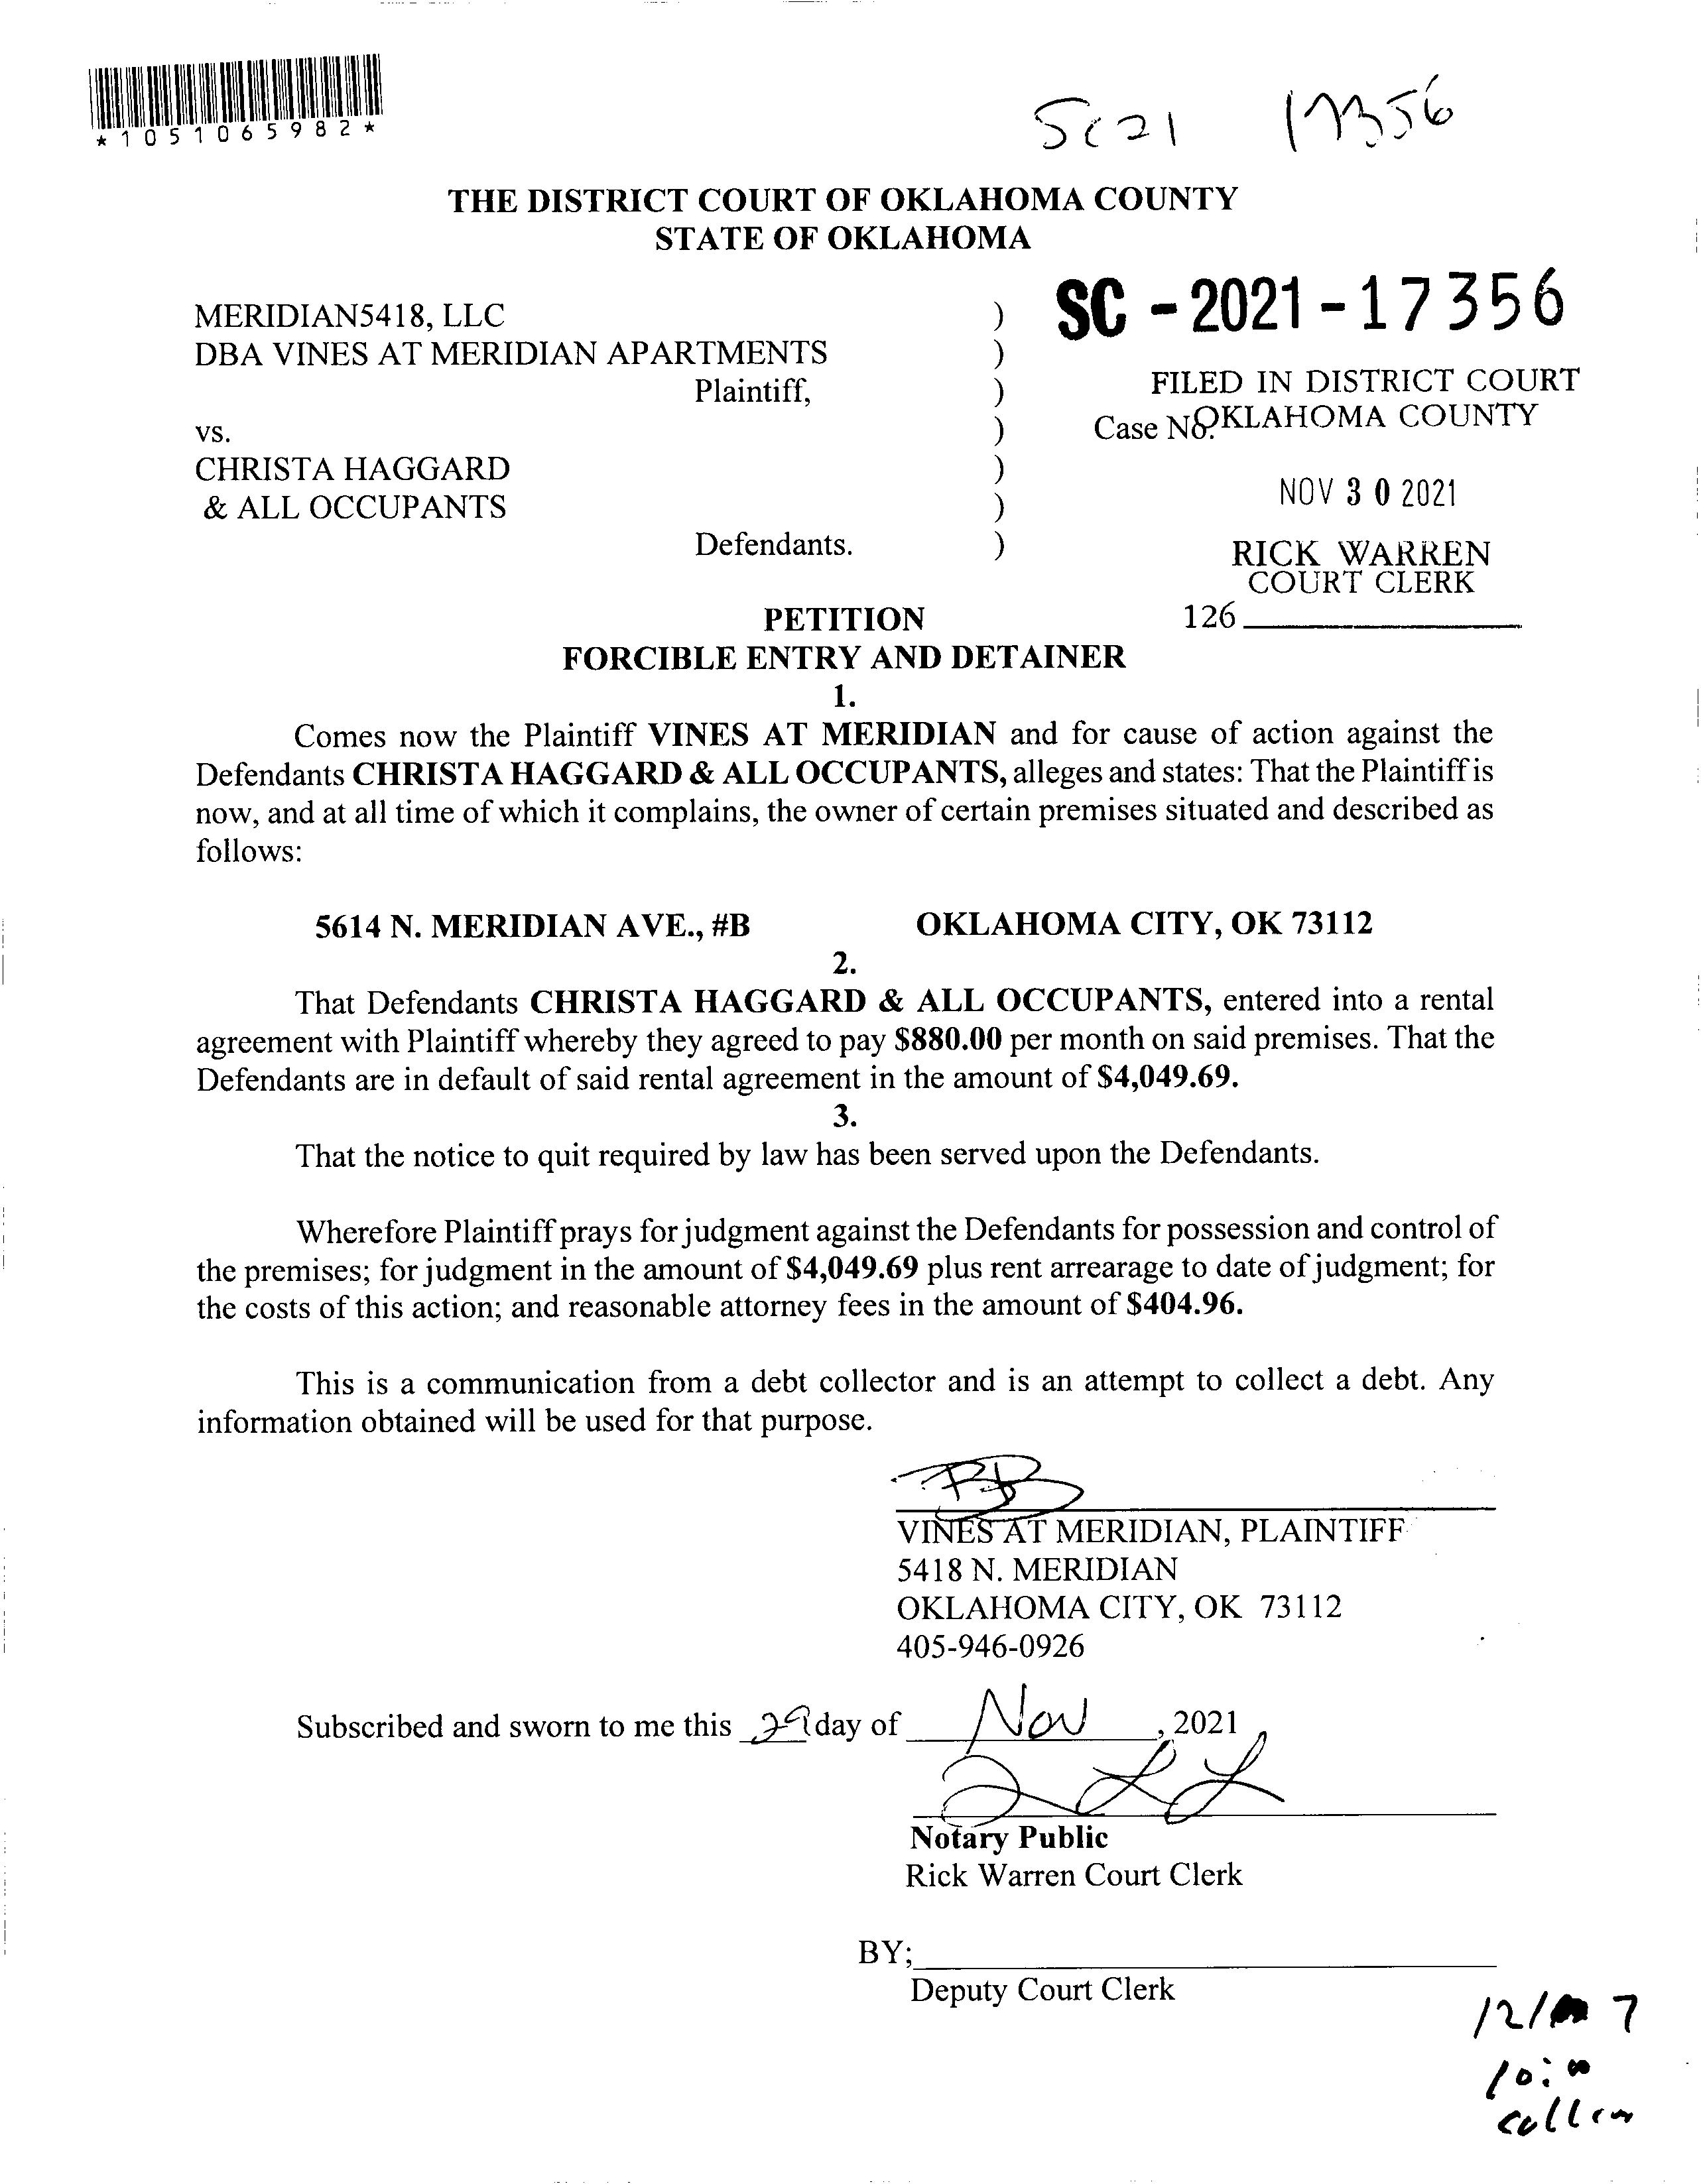 *1051065982*
SC21 17356
THE DISTRICT COURT OF OKLAHOMA COUNTY
STATE OF OKLAHOMA
SC - 2021 - 17356
MERIDIAN5418, LLC )
DBA VINES AT MERIDIAN APARTMENTS )
Plaintiff, )
FILED IN DISTRICT COURT
OKLAHOMA COUNTY
vs. ) Case No.
CHRISTA HAGGARD )
& ALL OCCUPANTS )
NOV 30 2021
Defendants. )
RICK WARREN
COURT CLERK
126
PETITION
FORCIBLE ENTRY AND DETAINER
1.
Comes now the Plaintiff VINES AT MERIDIAN and for cause of action against the
Defendants CHRISTA HAGGARD & ALL OCCUPANTS, alleges and states: That the Plaintiff is
now, and at all time of which it complains, the owner of certain premises situated and described as
follows:
5614 N. MERIDIAN AVE., #B OKLAHOMA CITY, OK 73112
2.
That Defendants CHRISTA HAGGARD & ALL OCCUPANTS, entered into a rental
agreement with Plaintiff whereby they agreed to pay $880.00 per month on said premises. That the
Defendants are in default of said rental agreement in the amount of $4,049.69.
3.
That the notice to quit required by law has been served upon the Defendants.
Wherefore Plaintiff prays for judgment against the Defendants for possession and control of
the premises; for judgment in the amount of $4,049.69 plus rent arrearage to date of judgment; for
the costs of this action; and reasonable attorney fees in the amount of $404.96.
This is a communication from a debt collector and is an attempt to collect a debt. Any
information obtained will be used for that purpose.
VINES AT MERIDIAN, PLAINTIFF
5418 N. MERIDIAN
OKLAHOMA CITY, OK 73112
405-946-0926
Subscribed and sworn to me this 29 day of Nov, 2021
Notary Public
Rick Warren Court Clerk
BY;
Deputy Court Clerk
12/ 7
10:00